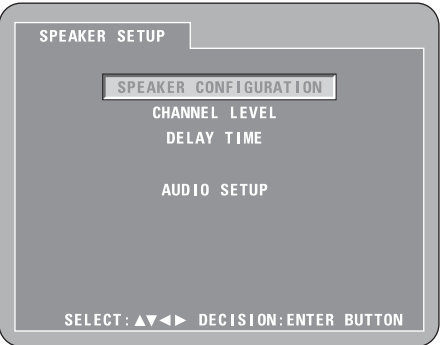 SPEAKER SETUP
SPEAKER CONFIGURATION
CHANNEL LEVEL
DELAY TIME
AUDIO SETUP
SELECT:▲▼◄► DECISION:ENTER BUTTON